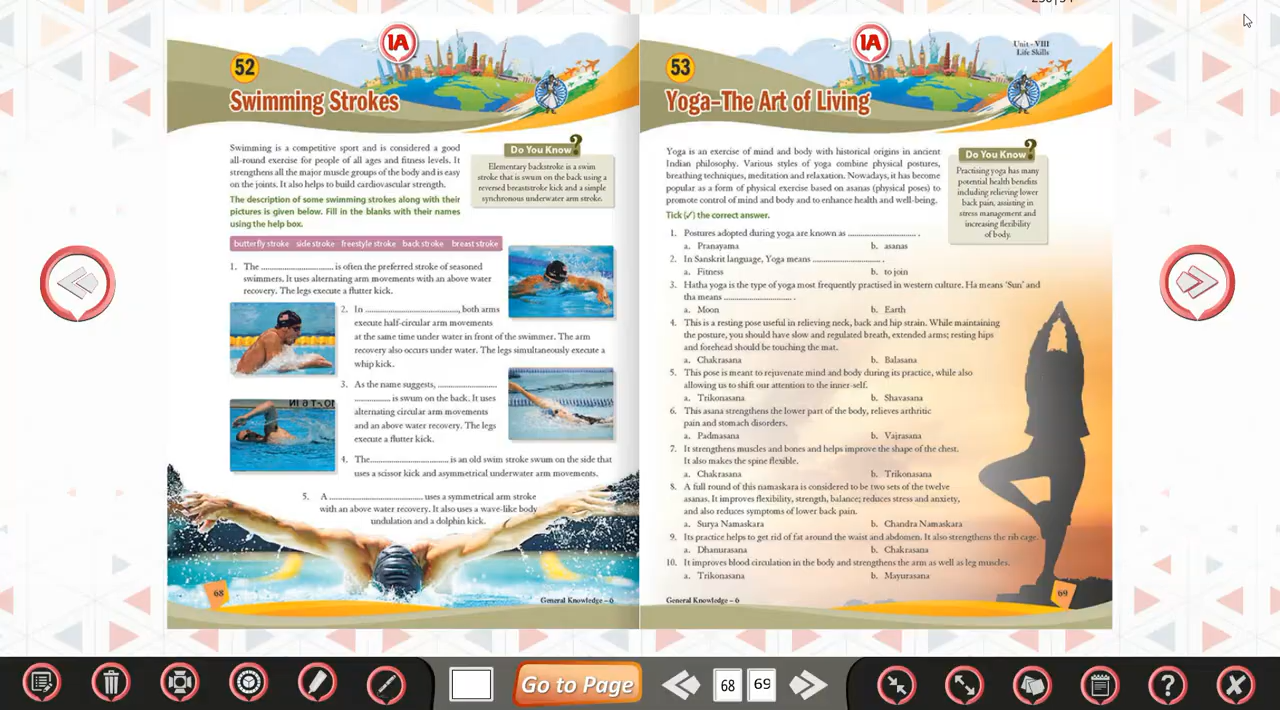 52
1A
Swimming Strokes
Swimming is a competitive sport and is considered a good
all-round exercise for people of all ages and fitness levels. It
strengthens all the major muscle groups of the body and is easy
on the joints. It also helps to build cardiovascular strength.
The description of some swimming strokes along with their
pictures is given below. Fill in the blanks with their names
using the help box.
Do You Know ?
Elementary backstroke is a swim
stroke that is swum on the back using a
reversed breaststroke kick and a simple
synchronous underwater arm stroke.
butterfly stroke side stroke freestyle stroke back stroke breast stroke
1. The .............................. is often the preferred stroke of seasoned
swimmers. It uses alternating arm movements with an above water
recovery. The legs execute a flutter kick.
2. In ......................................, both arms
execute half-circular arm movements
at the same time under water in front of the swimmer. The arm
recovery also occurs under water. The legs simultaneously execute a
whip kick.
3. As the name suggests, ........................
............... is swum on the back. It uses
alternating circular arm movements
and an above water recovery. The legs
execute a flutter kick.
4. The................................. is an old swim stroke swum on the side that
uses a scissor kick and asymmetrical underwater arm movements.
5. A ....................................... uses a symmetrical arm stroke
with an above water recovery. It also uses a wave-like body
undulation and a dolphin kick.
68
General Knowledge – 6
53
1A
Unit - VIII
Life Skills
Yoga–The Art of Living
Yoga is an exercise of mind and body with historical origins in ancient
Indian philosophy. Various styles of yoga combine physical postures,
breathing techniques, meditation and relaxation. Nowadays, it has become
popular as a form of physical exercise based on asanas (physical poses) to
promote control of mind and body and to enhance health and well-being.
Tick (✓) the correct answer.
Do You Know ?
Practising yoga has many
potential health benefits
including relieving lower
back pain, assisting in
stress management and
increasing flexibility
of body.
1. Postures adopted during yoga are known as ............................ .
a. Pranayama b. asanas
2. In Sanskrit language, Yoga means ............................ .
a. Fitness b. to join
3. Hatha yoga is the type of yoga most frequently practised in western culture. Ha means ‘Sun’ and
tha means ............................ .
a. Moon b. Earth
4. This is a resting pose useful in relieving neck, back and hip strain. While maintaining
the posture, you should have slow and regulated breath, extended arms; resting hips
and forehead should be touching the mat.
a. Chakrasana b. Balasana
5. This pose is meant to rejuvenate mind and body during its practice, while also
allowing us to shift our attention to the inner-self.
a. Trikonasana b. Shavasana
6. This asana strengthens the lower part of the body, relieves arthritic
pain and stomach disorders.
a. Padmasana b. Vajrasana
7. It strengthens muscles and bones and helps improve the shape of the chest.
It also makes the spine flexible.
a. Chakrasana b. Trikonasana
8. A full round of this namaskara is considered to be two sets of the twelve
asanas. It improves flexibility, strength, balance; reduces stress and anxiety,
and also reduces symptoms of lower back pain.
a. Surya Namaskara b. Chandra Namaskara
9. Its practice helps to get rid of fat around the waist and abdomen. It also strengthens the rib cage.
a. Dhanurasana b. Chakrasana
10. It improves blood circulation in the body and strengthens the arm as well as leg muscles.
a. Trikonasana b. Mayurasana
General Knowledge – 6
69
Go to Page
68 69
?